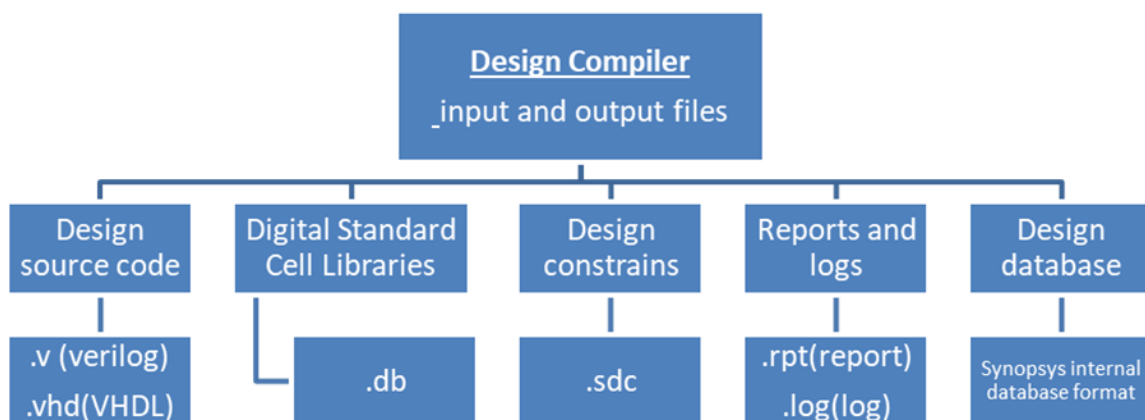 Design Compiler
_input and output files
Design
source code
Digital Standard
Cell Libraries
Design
constrains
Reports and
logs
Design
database
.v (verilog)
.vhd(VHDL)
.db
.sdc
.rpt(report)
.log(log)
Synopsys internal
database format